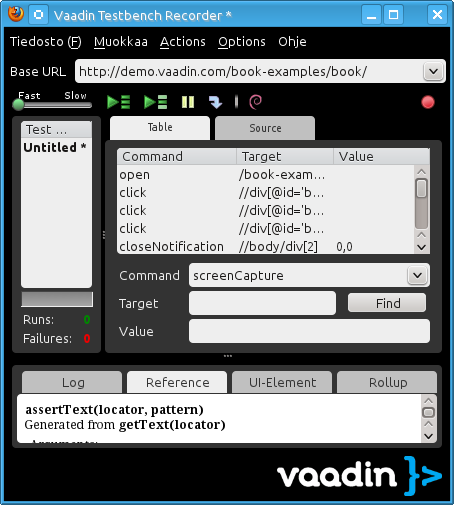 Vaadin Testbench Recorder *
Tiedosto (F) Muokkaa Actions Options Ohje
Base URL http://demo.vaadin.com/book-examples/book/
Fast Slow
Test ...
Untitled *
Runs: 0
Failures: 0
Table Source
Command Target Value
open /book-exam...
click //div[@id='b...
click //div[@id='b...
click //div[@id='b...
closeNotification //body/div[2] 0,0
Command screenCapture
Target Find
Value
Log Reference UI-Element Rollup
assertText(locator, pattern)
Generated from getText(locator)
Arguments:
vaadin }>